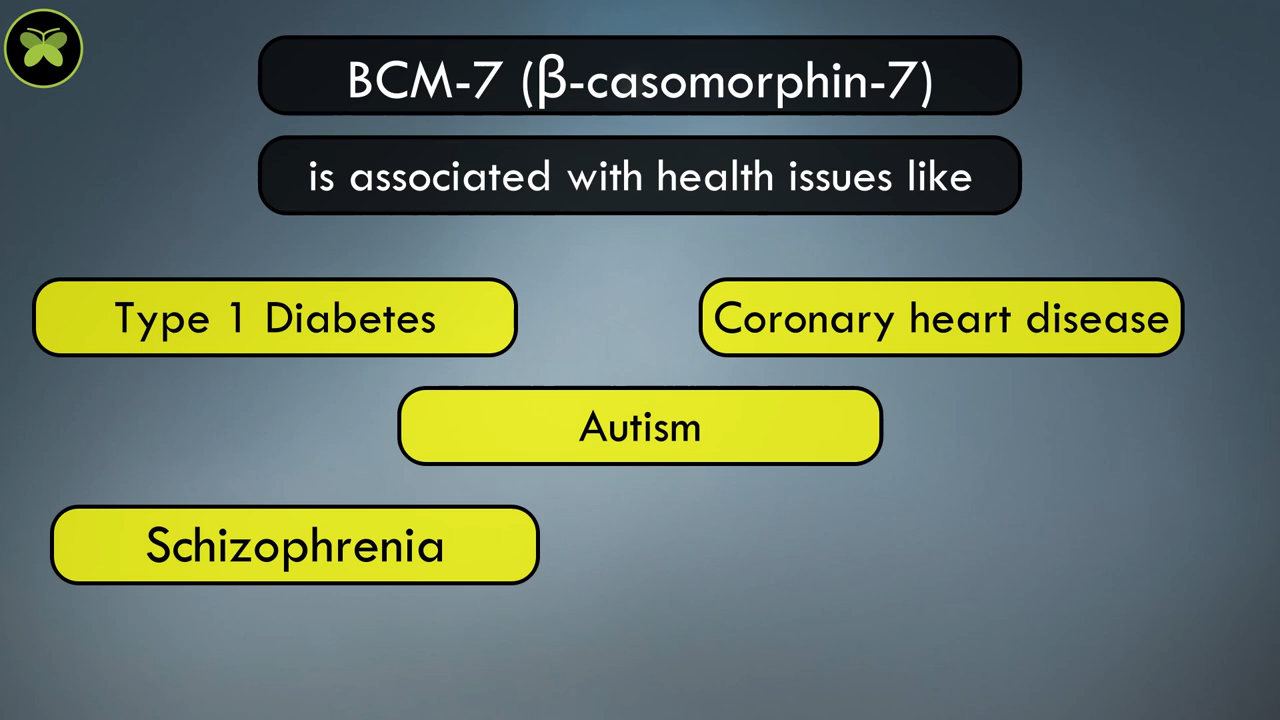 BCM-7 (β-casomorphin-7)
is associated with health issues like
Type 1 Diabetes
Coronary heart disease
Autism
Schizophrenia